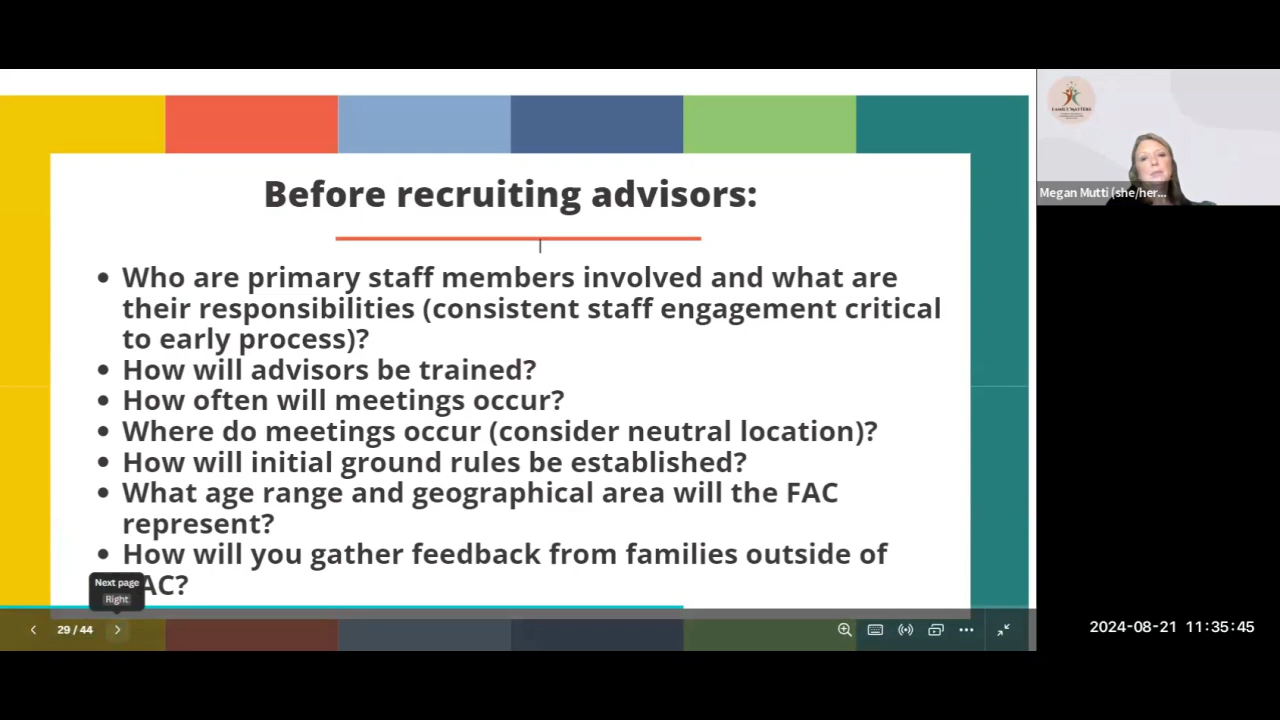 Before recruiting advisors:
• Who are primary staff members involved and what are
their responsibilities (consistent staff engagement critical
to early process)?
• How will advisors be trained?
• How often will meetings occur?
• Where do meetings occur (consider neutral location)?
• How will initial ground rules be established?
• What age range and geographical area will the FAC
represent?
• How will you gather feedback from families outside of
AC?
Next page
Right
29 / 44
FAMILY MATTERS
Megan Mutti (she/her...
2024-08-21 11:35:45